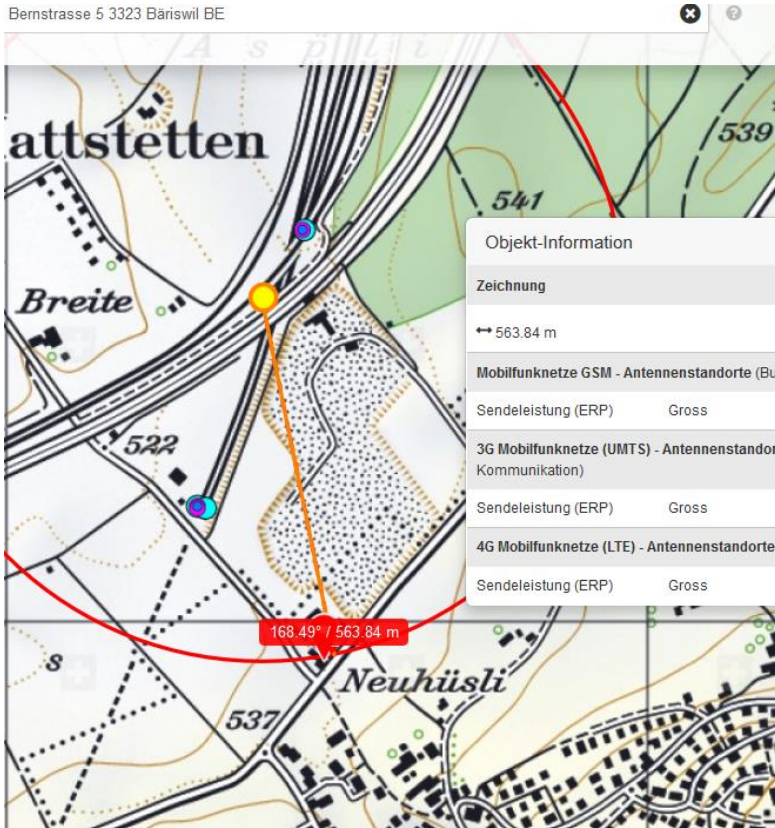 Bernstrasse 5 3323 Bäriswil BE
?
Äspli
attstetten
539
541
Objekt-Information
Zeichnung
Breite
↔ 563.84 m
Mobilfunknetze GSM - Antennenstandorte (Bu
Sendeleistung (ERP) Gross
522
3G Mobilfunknetze (UMTS) - Antennenstandor
Kommunikation)
Sendeleistung (ERP) Gross
4G Mobilfunknetze (LTE) - Antennenstandorte
Sendeleistung (ERP) Gross
168.49° / 563.84 m
s
Neuhüsli
537